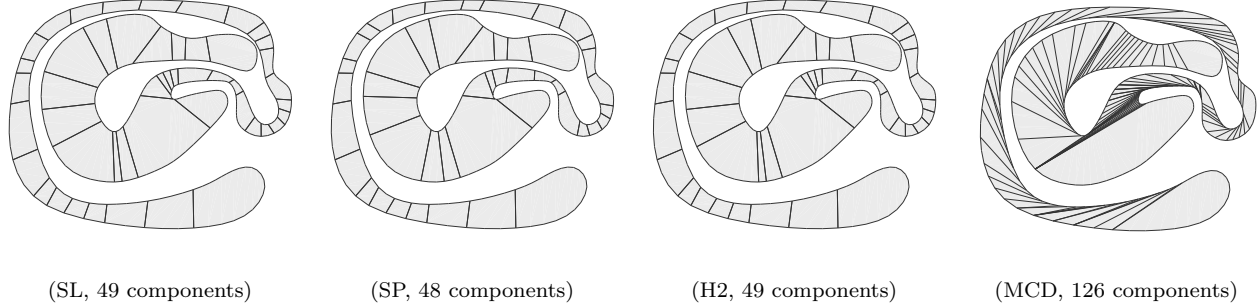 (SL, 49 components)
(SP, 48 components)
(H2, 49 components)
(MCD, 126 components)